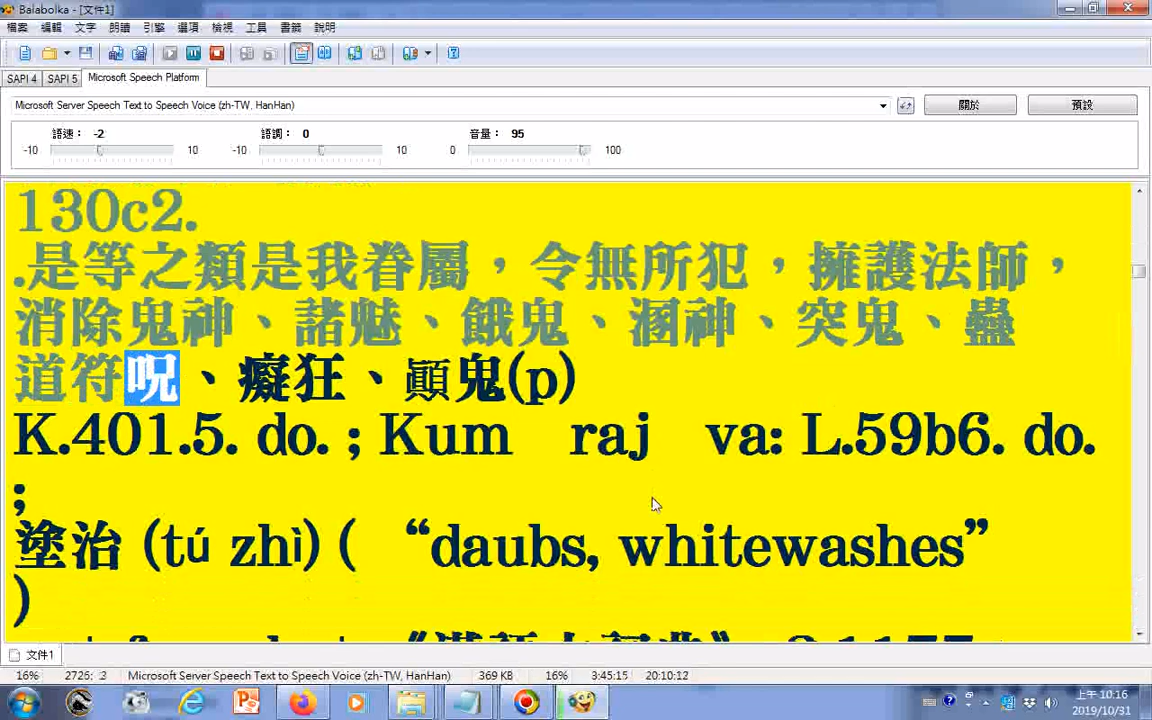 Balabolka - [文件1]
檔案 編輯 文字 朗讀 引擎 選項 檢視 工具 書籤 說明
SAPI 4 SAPI 5 Microsoft Speech Platform
Microsoft Server Speech Text to Speech Voice (zh-TW, HanHan) 關於 預設
語速： -2 語調： 0 音量： 95
-10 10 -10 10 0 100
130c2.
.是等之類是我眷屬，令無所犯，擁護法師，
消除鬼神、諸魅、餓鬼、溷神、突鬼、蠱
道符呪、癡狂、顚鬼(p)
K.401.5. do. ; Kum raj va: L.59b6. do.
;
塗治 (tú zhì) ( “daubs, whitewashes”
)
文件1
16% 2726: 2 Microsoft Server Speech Text to Speech Voice (zh-TW, HanHan) 369 KB 16% 3:45:15 20:10:12
上午 10:16
2019/10/31